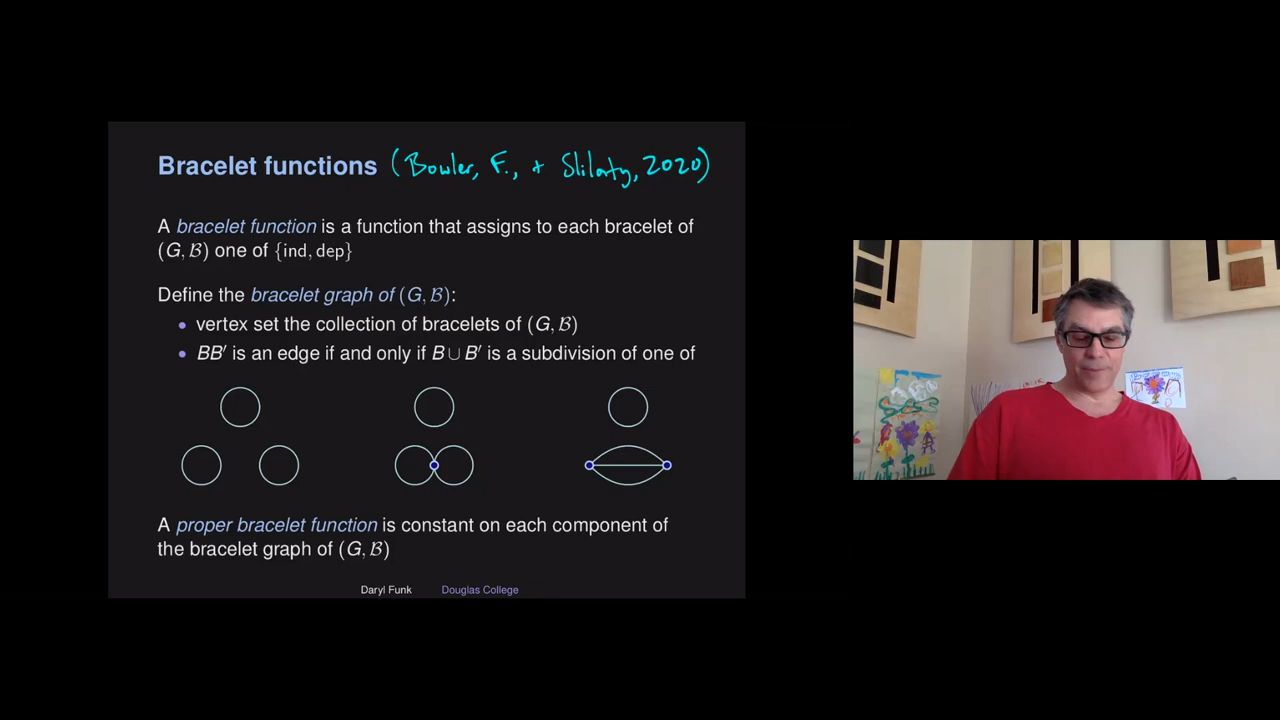 Bracelet functions (Bowler, F., + Slilaty, 2020)
A bracelet function is a function that assigns to each bracelet of
(G, ℬ) one of {ind, dep}
Define the bracelet graph of (G, ℬ):
• vertex set the collection of bracelets of (G, ℬ)
• BB′ is an edge if and only if B ∪ B′ is a subdivision of one of
A proper bracelet function is constant on each component of
the bracelet graph of (G, ℬ)
Daryl Funk Douglas College